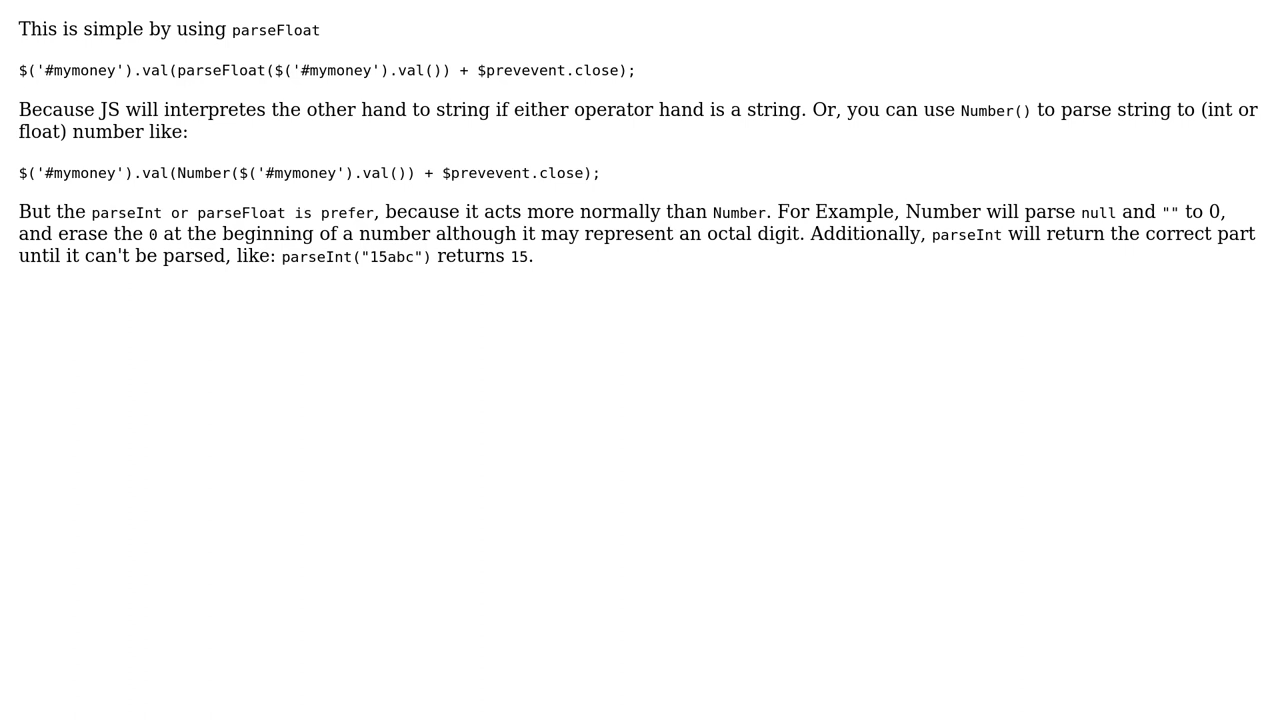 This is simple by using parseFloat
$('#mymoney').val(parseFloat($('#mymoney').val()) + $prevevent.close);
Because JS will interpretes the other hand to string if either operator hand is a string. Or, you can use Number() to parse string to (int or
float) number like:
$('#mymoney').val(Number($('#mymoney').val()) + $prevevent.close);
But the parseInt or parseFloat is prefer, because it acts more normally than Number. For Example, Number will parse null and "" to 0,
and erase the 0 at the beginning of a number although it may represent an octal digit. Additionally, parseInt will return the correct part
until it can't be parsed, like: parseInt("15abc") returns 15.